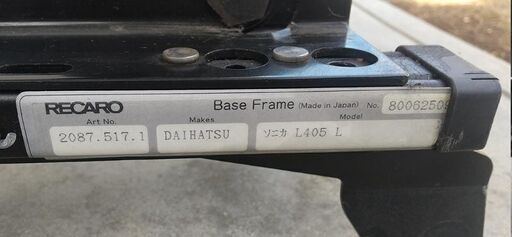 RECARO Base Frame (Made in Japan) No. 80062509
Art No. Makes Model
2087.517.1 DAIHATSU ソニカ L405 L